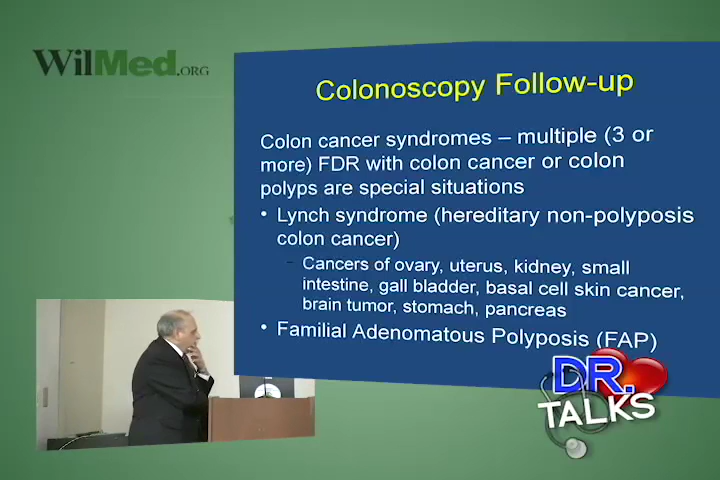 WilMed.ORG
Colonoscopy Follow-up
Colon cancer syndromes – multiple (3 or
more) FDR with colon cancer or colon
polyps are special situations
• Lynch syndrome (hereditary non-polyposis
colon cancer)
– Cancers of ovary, uterus, kidney, small
intestine, gall bladder, basal cell skin cancer,
brain tumor, stomach, pancreas
• Familial Adenomatous Polyposis (FAP)
DR.
TALKS